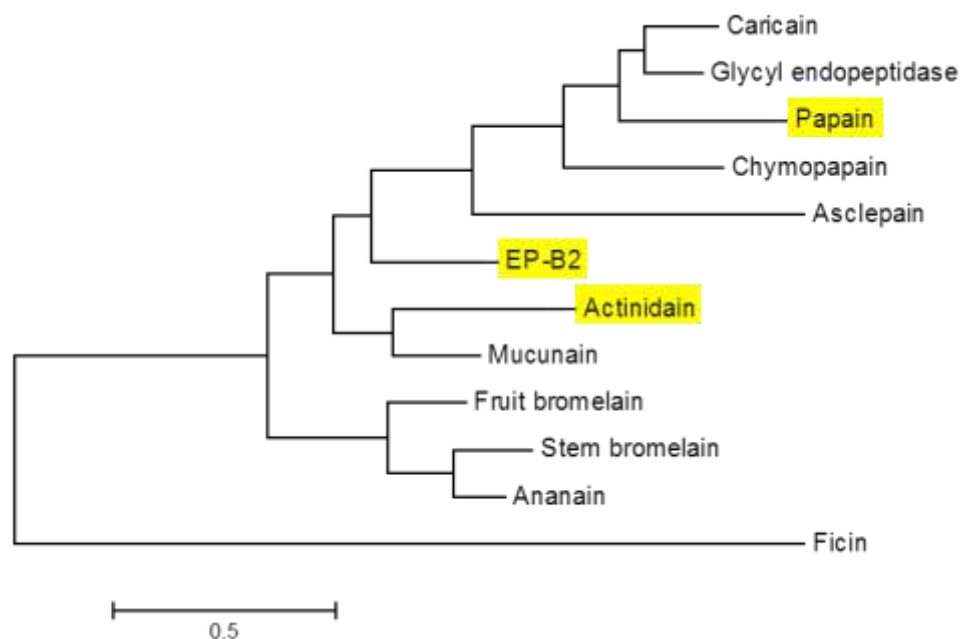 Caricain
Glycyl endopeptidase
Papain
Chymopapain
Asclepain
EP-B2
Actinidain
Mucunain
Fruit bromelain
Stem bromelain
Ananain
Ficin
0.5